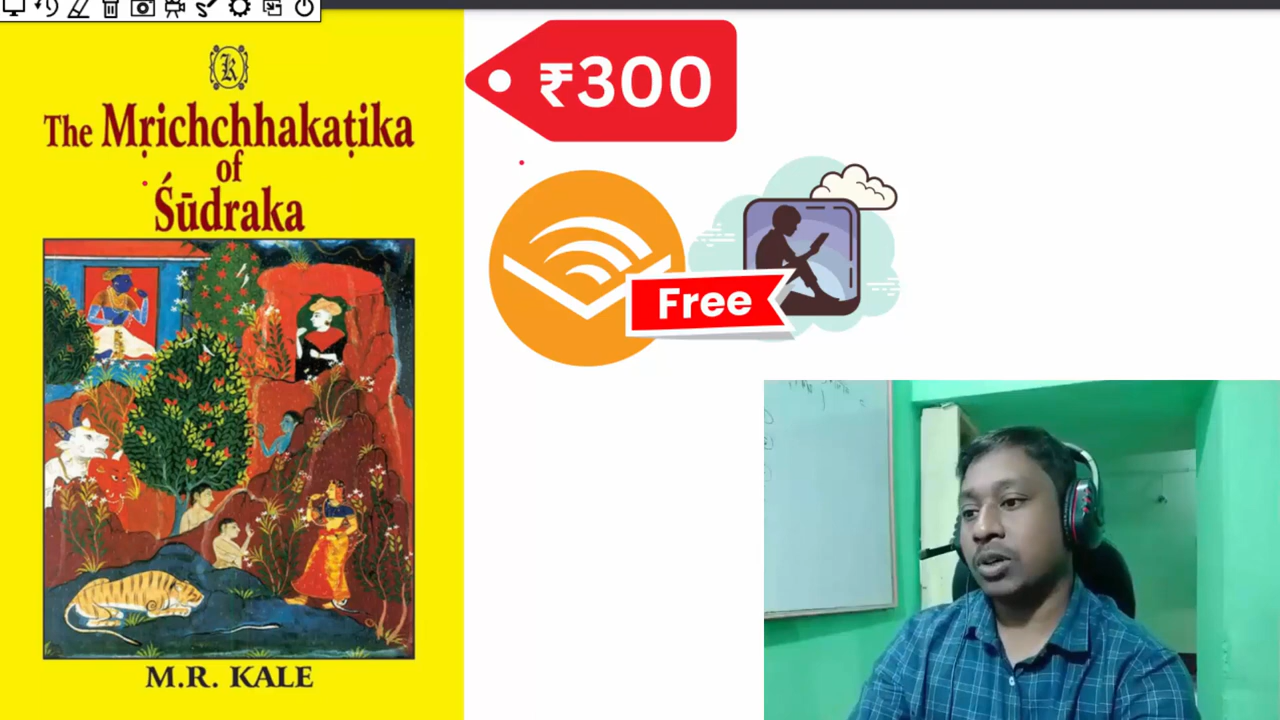 K
The Mṛichchhakaṭika
of
Śūdraka
M.R. KALE
₹300
Free